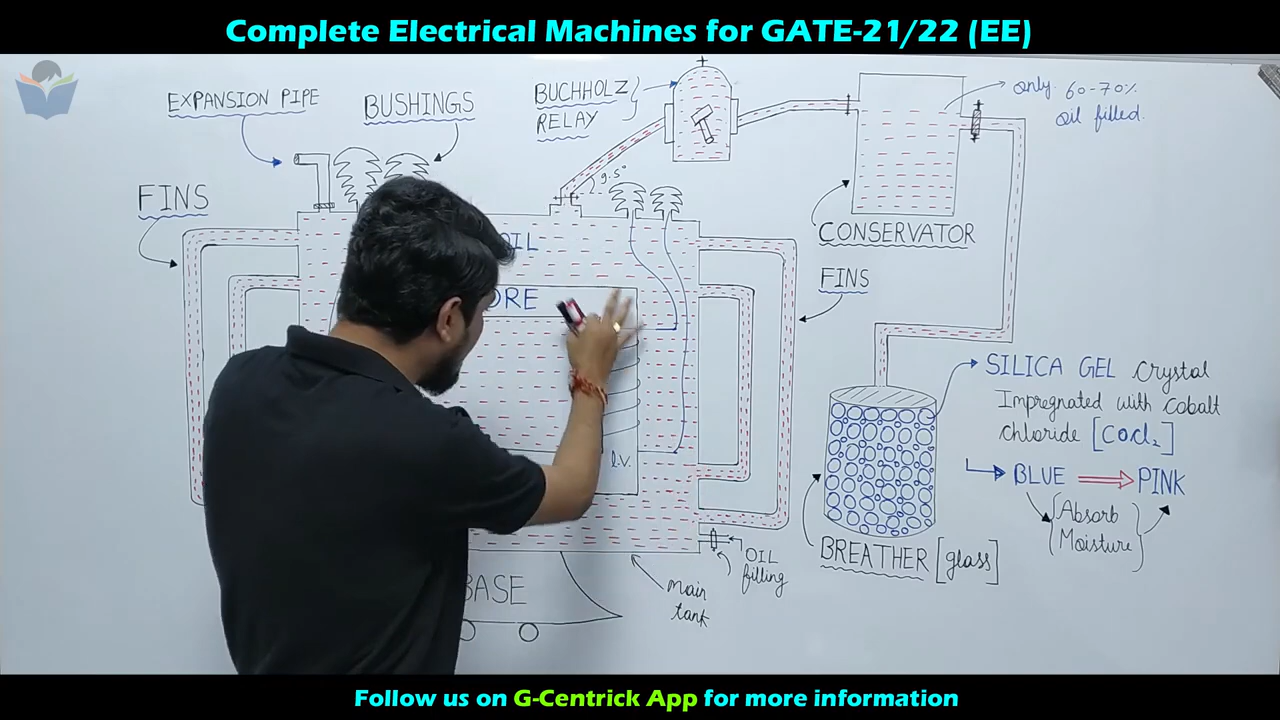 Complete Electrical Machines for GATE-21/22 (EE)
EXPANSION PIPE
BUSHINGS
BUCHHOLZ
RELAY
only 60-70%
oil filled.
FINS
9.5°
OIL
CONSERVATOR
FINS
ORE
SILICA GEL crystal
Impregnated with cobalt
chloride [CoCl2]
BLUE ⟹ PINK
Absorb
Moisture
l.v.
BREATHER [glass]
OIL
filling
BASE
main
tank
Follow us on G-Centrick App for more information